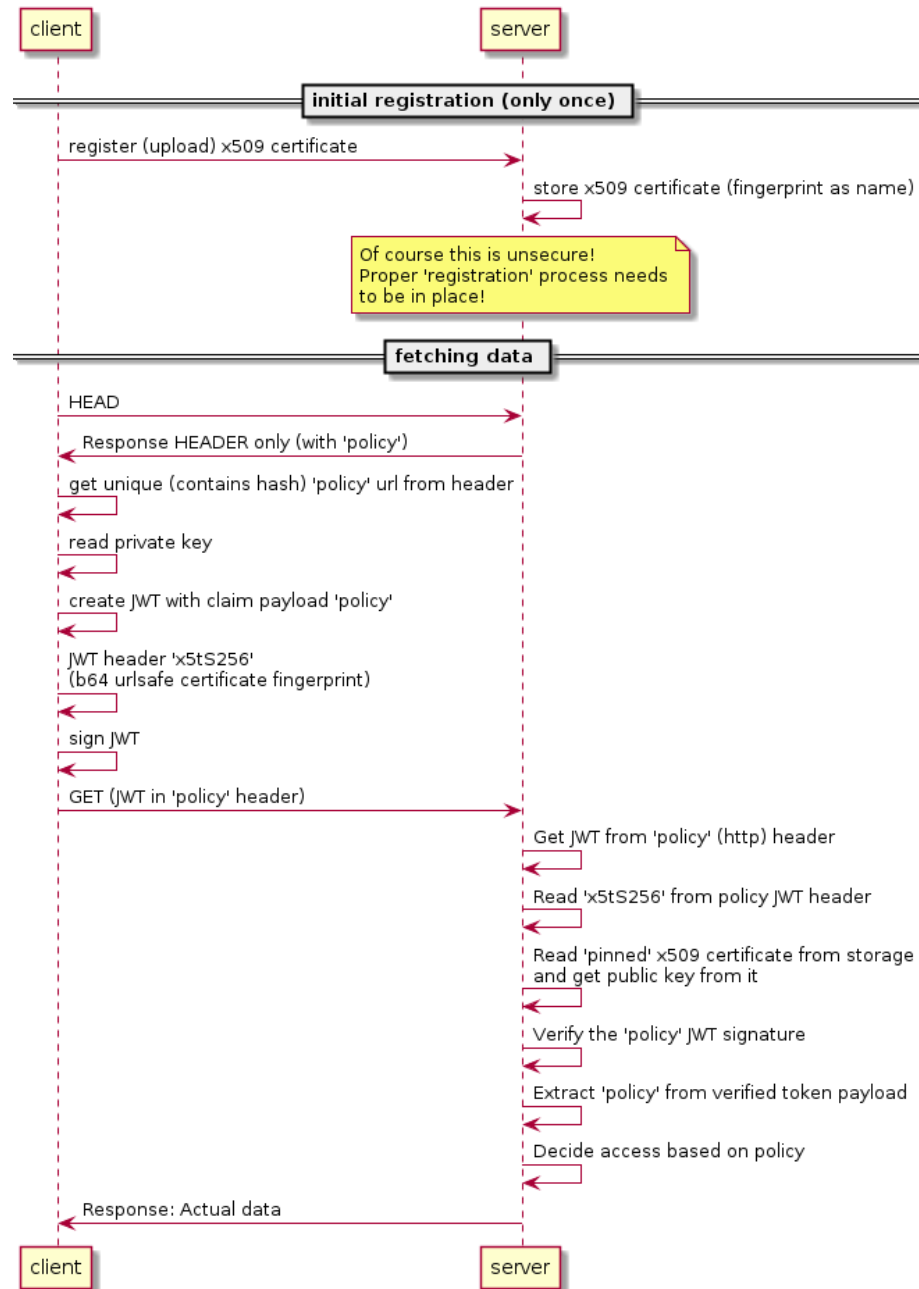 client
server
initial registration (only once)
register (upload) x509 certificate
store x509 certificate (fingerprint as name)
Of course this is unsecure!
Proper 'registration' process needs
to be in place!
fetching data
HEAD
Response HEADER only (with 'policy')
get unique (contains hash) 'policy' url from header
read private key
create JWT with claim payload 'policy'
JWT header 'x5tS256'
(b64 urlsafe certificate fingerprint)
sign JWT
GET (JWT in 'policy' header)
Get JWT from 'policy' (http) header
Read 'x5tS256' from policy JWT header
Read 'pinned' x509 certificate from storage
and get public key from it
Verify the 'policy' JWT signature
Extract 'policy' from verified token payload
Decide access based on policy
Response: Actual data
client
server